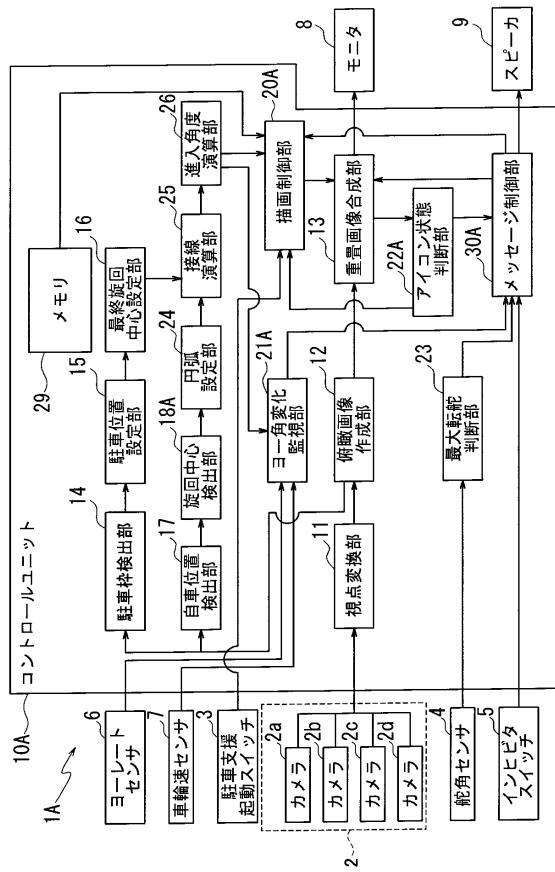 1A
10A
コントロールユニット
6
ヨーレート
センサ
7
車輪速センサ
3
駐車支援
起動スイッチ
2
2a
カメラ
2b
カメラ
2c
カメラ
2d
カメラ
4
舵角センサ
5
インヒビタ
スイッチ
29
メモリ
14
駐車枠検出部
15
駐車位置
設定部
16
最終旋回
中心設定部
17
自車位置
検出部
18A
旋回中心
検出部
24
円弧
設定部
25
接線
演算部
26
進入角度
演算部
21A
ヨー角変化
監視部
20A
描画制御部
11
視点変換部
12
俯瞰画像
作成部
13
重畳画像合成部
22A
アイコン状態
判断部
23
最大転舵
判断部
30A
メッセージ制御部
8
モニタ
9
スピーカ